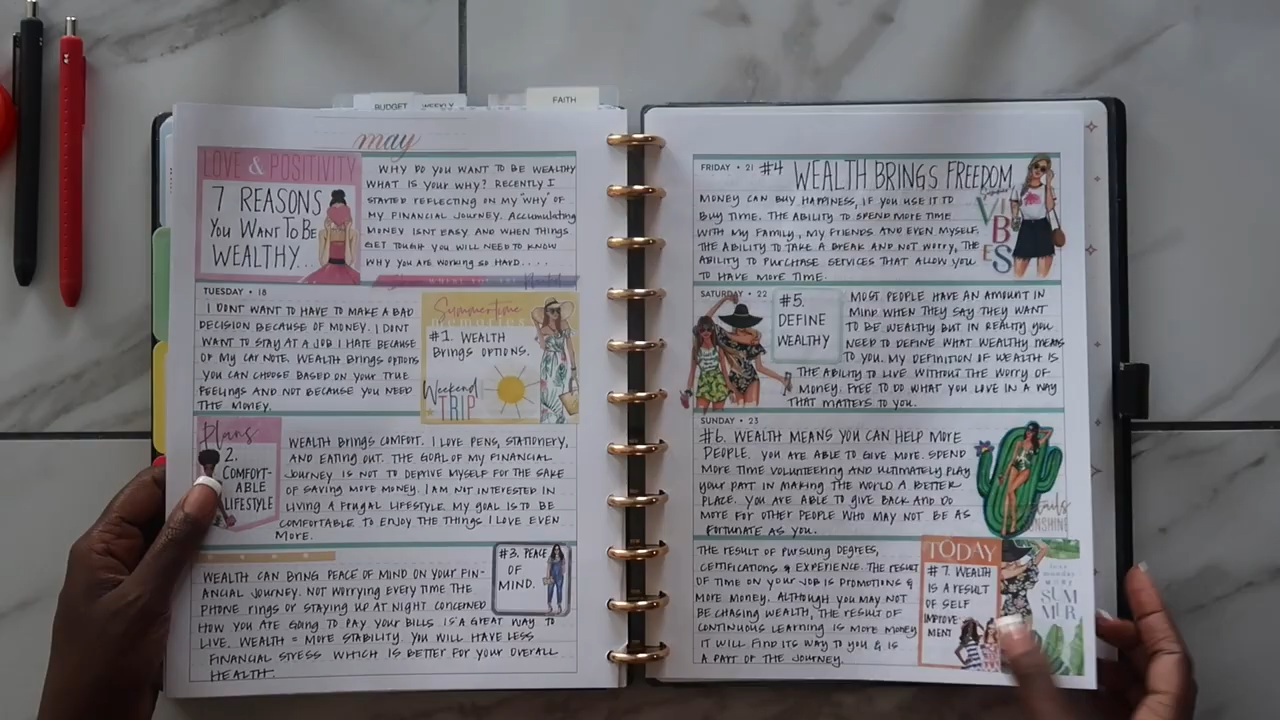 BUDGET
WEEKLY
FAITH
may
LOVE & POSITIVITY
7 REASONS
You WANT TO BE
WEALTHY...
WHY DO YOU WANT TO BE WEALTHY
WHAT IS YOUR WHY? RECENTLY I
STARTED REFLECTING ON MY "WHY" OF
MY FINANCIAL JOURNEY. Accumulating
MONEY ISNT EASY. AND WHEN THINGS
GET TOUGH YOU WILL NEED TO KNOW
WHY YOU ARE WORKING SO HARD....
TUESDAY • 18
I DONT WANT TO HAVE TO MAKE A BAD
DECISION BECAUSE OF MONEY. I DONT
WANT TO STAY AT A JOB I HATE BECAUSE
OF MY CAR NOTE. WEALTH Brings options
YOU CAN CHOOSE BASED ON YOUR TRUE
FEELINGS AND NOT BECAUSE YOU NEED
THE MONEY.
Summertime
#1. WEALTH
Brings OPTIONS.
Weekend
TRIP
Plans
2.
COMFORT-
ABLE
LIFESTYLE
WEALTH Brings COMFORT. I LOVE PENS, STATIONERY,
AND EATING OUT. THE GOAL OF MY FINANCIAL
JOURNEY IS NOT TO DEPRIVE MYSELF FOR THE SAKE
OF SAVING MORE MONEY. I AM NOT INTERESTED IN
LIVING A FRUGAL LIFESTYLE. MY GOAL IS TO BE
COMFORTABLE TO ENJOY THE THINGS I LOVE EVEN
MORE.
#3. PEACE
OF
MIND.
WEALTH CAN BRING PEACE OF MIND ON YOUR FIN-
ANCIAL JOURNEY. NOT WORRYING EVERY TIME THE
PHONE RINGS OR STAYING UP AT NIGHT CONCERNED
HOW YOU ARE GOING TO PAY YOUR BILLS IS A GREAT WAY TO
LIVE. WEALTH = MORE STABILITY. YOU WILL HAVE LESS
FINANCIAL STRESS WHICH IS BETTER FOR YOUR OVERALL
HEALTH.
FRIDAY • 21
#4 WEALTH BRINGS FREEDOM
MONEY CAN BUY HAPPINESS, IF YOU USE IT TO
BUY TIME. THE ABILITY TO SPEND MORE TIME
WITH MY FAMILY, MY FRIENDS AND EVEN MYSELF.
THE ABILITY TO TAKE A BREAK AND NOT WORRY, THE
ABILITY TO PURCHASE SERVICES THAT ALLOW YOU
TO HAVE MORE TIME.
Good
VIBES
SATURDAY • 22
#5.
DEFINE
WEALTHY
MOST PEOPLE HAVE AN AMOUNT IN
MIND WHEN THEY SAY THEY WANT
TO BE WEALTHY BUT IN REALITY you
NEED TO DEFINE WHAT WEALTHY MEANS
TO YOU. MY DEFINITION OF WEALTH IS
THE ABILITY TO LIVE WITHOUT THE WORRY OF
MONEY. FREE TO DO WHAT YOU LOVE IN A WAY
THAT MATTERS TO YOU.
SUNDAY • 23
#6. WEALTH MEANS YOU CAN HELP MORE
PEOPLE. YOU ARE ABLE TO GIVE MORE. SPEND
MORE TIME VOLUNTEERING AND ULTIMATELY PLAY
YOUR PART IN MAKING THE WORLD A BETTER
PLACE. YOU ARE ABLE TO GIVE BACK AND DO
MORE FOR OTHER PEOPLE WHO MAY NOT BE AS
FORTUNATE AS YOU.
THE RESULT OF PURSUING DEGREES,
CERTIFICATIONS & EXPERIENCE. THE RESULT
OF TIME ON YOUR JOB IS PROMOTIONS &
MORE MONEY. ALTHOUGH YOU MAY NOT
BE CHASING WEALTH, THE RESULT OF
CONTINUOUS LEARNING IS MORE MONEY
IT WILL FIND ITS WAY TO YOU & IS
A PART OF THE JOURNEY.
TODAY
#7. WEALTH
IS A RESULT
OF SELF
IMPROVE
MENT
less
monday
MORE
SUM
MER